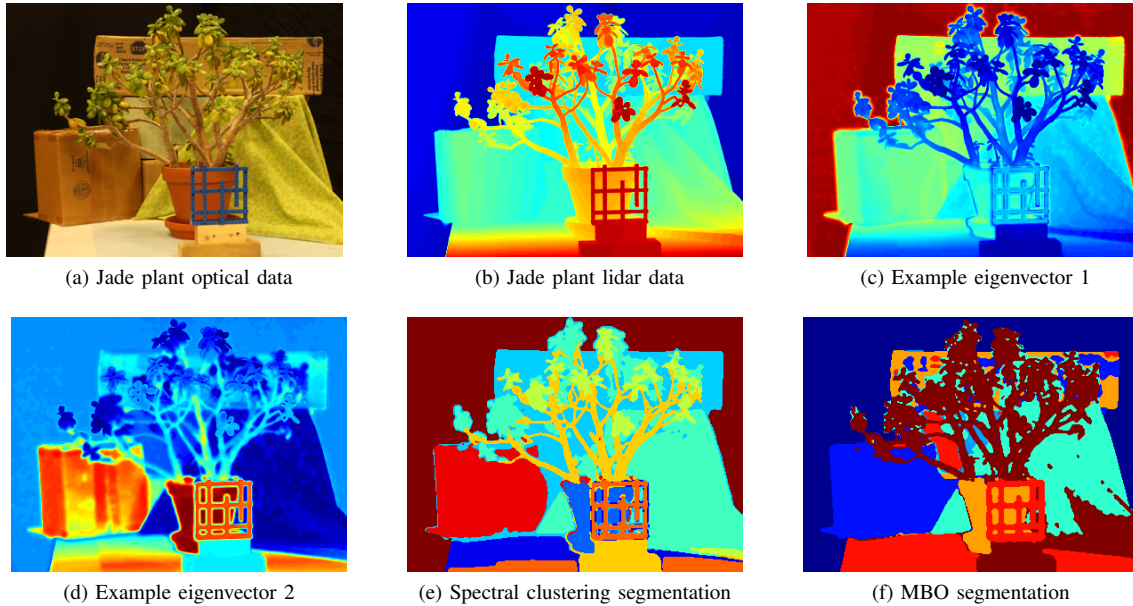 STOP
(a) Jade plant optical data
(b) Jade plant lidar data
(c) Example eigenvector 1
(d) Example eigenvector 2
(e) Spectral clustering segmentation
(f) MBO segmentation